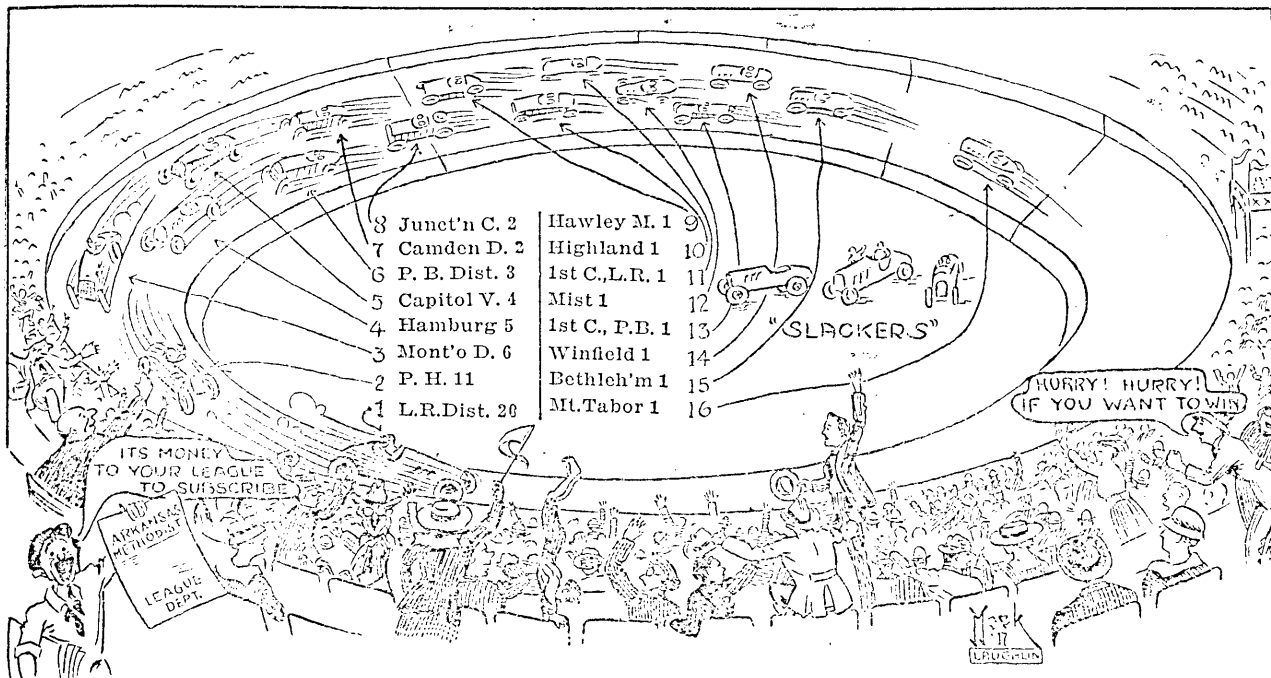 8 Junct'n C. 2
7 Camden D. 2
6 P. B. Dist. 3
5 Capitol V. 4
4 Hamburg 5
3 Mont'o D. 6
2 P. H. 11
1 L.R.Dist. 20
Hawley M. 1 9
Highland 1 10
1st C.,L.R. 1 11
Mist 1 12
1st C., P.B. 1 13
Winfield 1 14
Bethleh'm 1 15
Mt.Tabor 1 16
"SLACKERS"
HURRY! HURRY!
IF YOU WANT TO WIN
ITS MONEY
TO YOUR LEAGUE
TO SUBSCRIBE
ARKANSAS
METHODIST
LEAGUE
DEPT.
LAUGHLIN